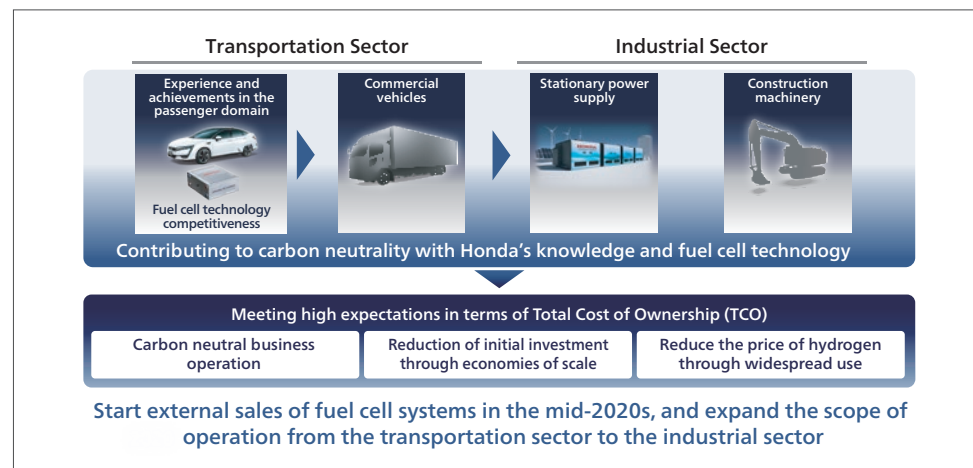 Transportation Sector
Industrial Sector
Experience and
achievements in the
passenger domain
Fuel cell technology
competitiveness
Commercial
vehicles
Stationary power
supply
Construction
machinery
Contributing to carbon neutrality with Honda's knowledge and fuel cell technology
Meeting high expectations in terms of Total Cost of Ownership (TCO)
Carbon neutral business
operation
Reduction of initial investment
through economies of scale
Reduce the price of hydrogen
through widespread use
Start external sales of fuel cell systems in the mid-2020s, and expand the scope of
operation from the transportation sector to the industrial sector